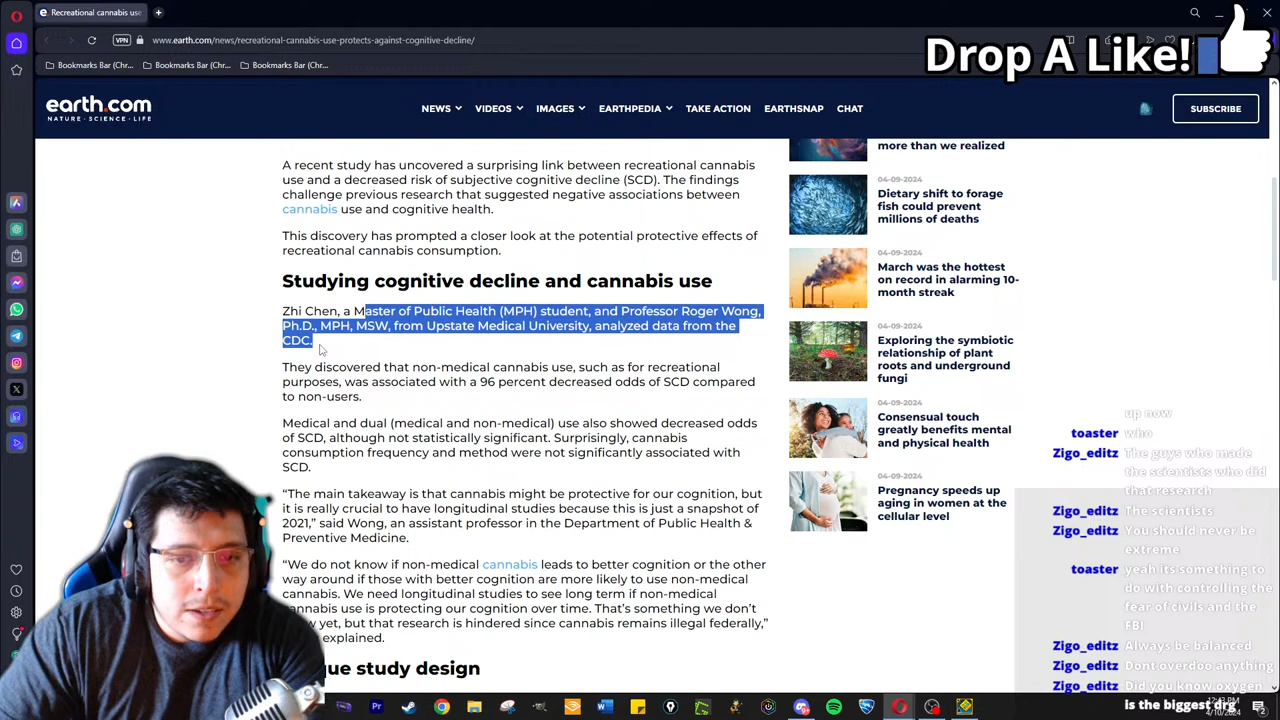 Recreational cannabis use
Drop A Like!
VPN
www.earth.com/news/recreational-cannabis-use-protects-against-cognitive-decline/
Bookmarks Bar (Chr...
Bookmarks Bar (Chr...
Bookmarks Bar (Chr...
earth.com
NATURE · SCIENCE · LIFE
NEWS
VIDEOS
IMAGES
EARTHPEDIA
TAKE ACTION
EARTHSNAP
CHAT
SUBSCRIBE
A recent study has uncovered a surprising link between recreational cannabis
use and a decreased risk of subjective cognitive decline (SCD). The findings
challenge previous research that suggested negative associations between
cannabis use and cognitive health.
This discovery has prompted a closer look at the potential protective effects of
recreational cannabis consumption.
Studying cognitive decline and cannabis use
Zhi Chen, a Master of Public Health (MPH) student, and Professor Roger Wong,
Ph.D., MPH, MSW, from Upstate Medical University, analyzed data from the
CDC.
They discovered that non-medical cannabis use, such as for recreational
purposes, was associated with a 96 percent decreased odds of SCD compared
to non-users.
Medical and dual (medical and non-medical) use also showed decreased odds
of SCD, although not statistically significant. Surprisingly, cannabis
consumption frequency and method were not significantly associated with
SCD.
“The main takeaway is that cannabis might be protective for our cognition, but
it is really crucial to have longitudinal studies because this is just a snapshot of
2021,” said Wong, an assistant professor in the Department of Public Health &
Preventive Medicine.
“We do not know if non-medical cannabis leads to better cognition or the other
way around if those with better cognition are more likely to use non-medical
cannabis. We need longitudinal studies to see long term if non-medical
cannabis use is protecting our cognition over time. That’s something we don’t
yet, but that research is hindered since cannabis remains illegal federally,”
explained.
que study design
more than we realized
04-09-2024
Dietary shift to forage
fish could prevent
millions of deaths
04-09-2024
March was the hottest
on record in alarming 10-
month streak
04-09-2024
Exploring the symbiotic
relationship of plant
roots and underground
fungi
04-09-2024
Consensual touch
greatly benefits mental
and physical health
04-09-2024
Pregnancy speeds up
aging in women at the
cellular level
up now
toaster who
Zigo_editz The guys who made
the scientists who did
that research
Zigo_editz The scientists
Zigo_editz You should never be
extreme
toaster yeah its something to
do with controlling the
fear of civils and the
FBI
Zigo_editz Always be balanced
Zigo_editz Dont overdoo anything
Zigo_editz Did you know oxygen
is the biggest drg
4/10/2024